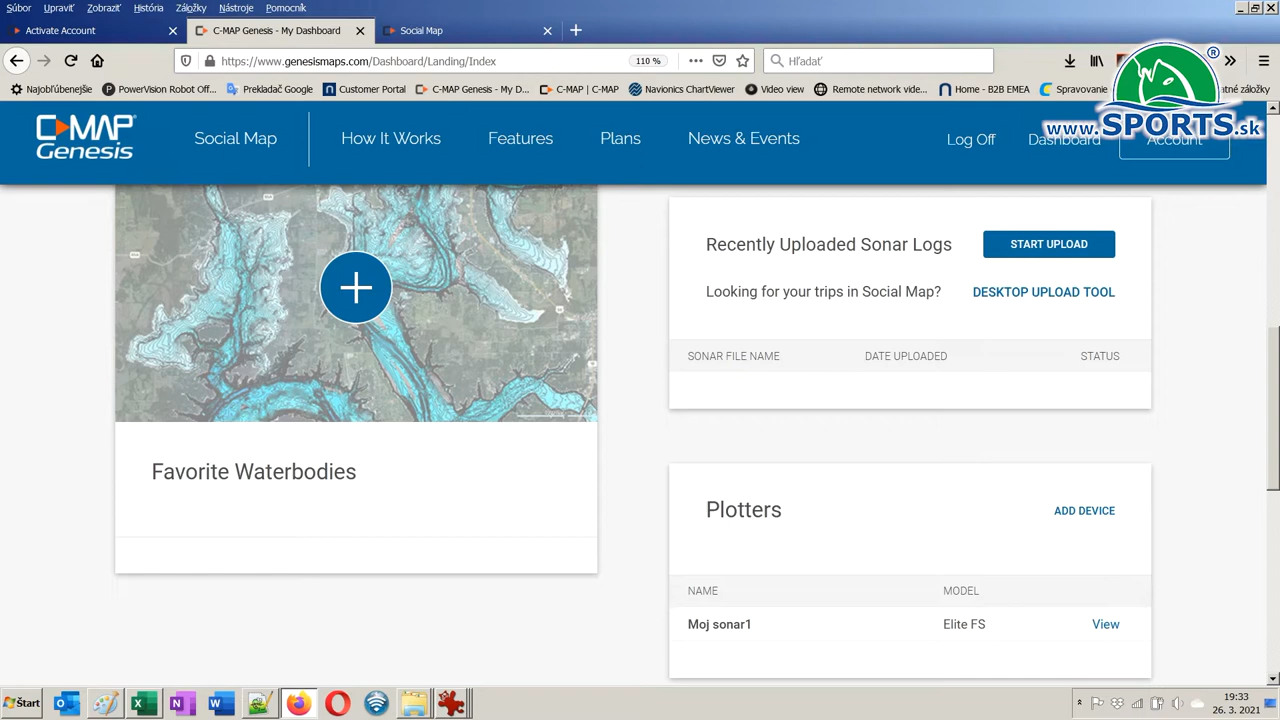 Súbor Upraviť Zobraziť História Záložky Nástroje Pomocník
Activate Account
C-MAP Genesis - My Dashboard
Social Map
https://www.genesismaps.com/Dashboard/Landing/Index
110 %
Hľadať
Najobľúbenejšie
PowerVision Robot Off...
Prekladač Google
Customer Portal
C-MAP Genesis - My D...
C-MAP | C-MAP
Navionics ChartViewer
Video view
Remote network vide...
Home - B2B EMEA
Spravovanie
tné záložky
www.SPORTS.sk
®
C-MAP Genesis
Social Map
How It Works
Features
Plans
News & Events
Log Off
Dashboard
Account
Recently Uploaded Sonar Logs
START UPLOAD
Looking for your trips in Social Map?
DESKTOP UPLOAD TOOL
SONAR FILE NAME DATE UPLOADED STATUS
Favorite Waterbodies
Plotters
ADD DEVICE
NAME MODEL
Moj sonar1 Elite FS View
Start
19:33
26. 3. 2021